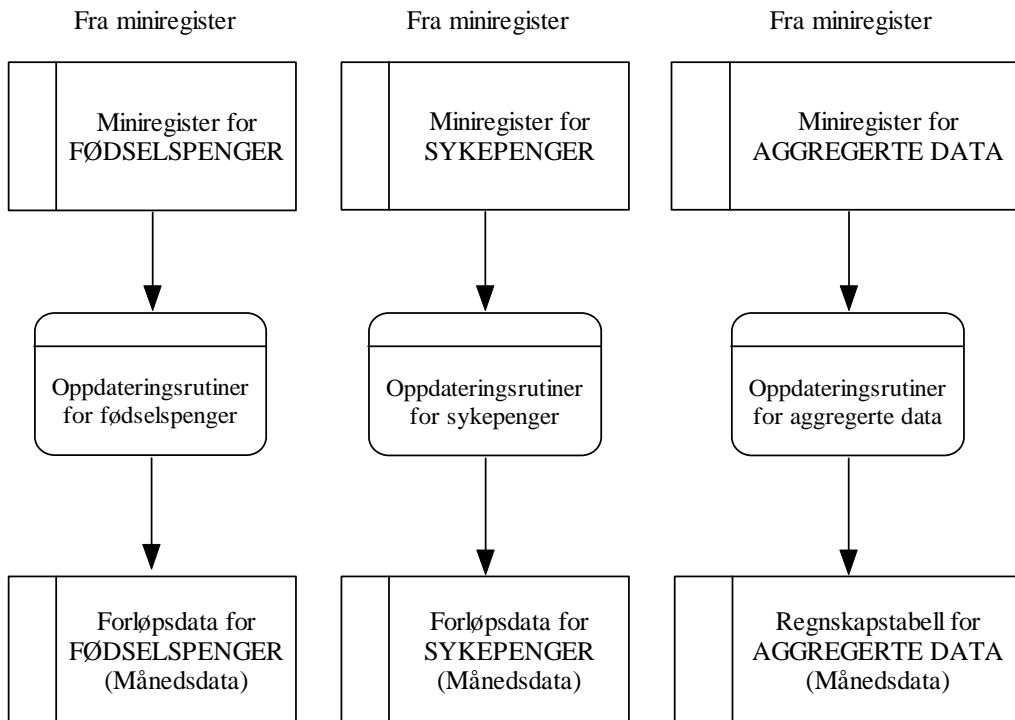 Fra miniregister
Fra miniregister
Fra miniregister
Miniregister for
FØDSELSPENGER
Miniregister for
SYKEPENGER
Miniregister for
AGGREGERTE DATA
Oppdateringsrutiner
for fødselspenger
Oppdateringsrutiner
for sykepenger
Oppdateringsrutiner
for aggregerte data
Forløpsdata for
FØDSELSPENGER
(Månedsdata)
Forløpsdata for
SYKEPENGER
(Månedsdata)
Regnskapstabell for
AGGREGERTE DATA
(Månedsdata)